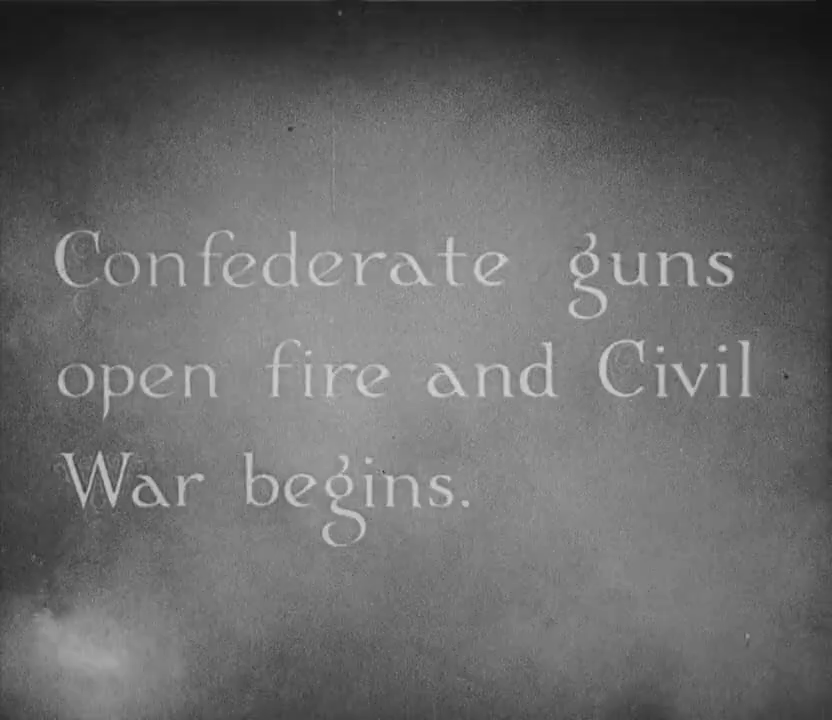 Confederate guns
open fire and Civil
War begins.